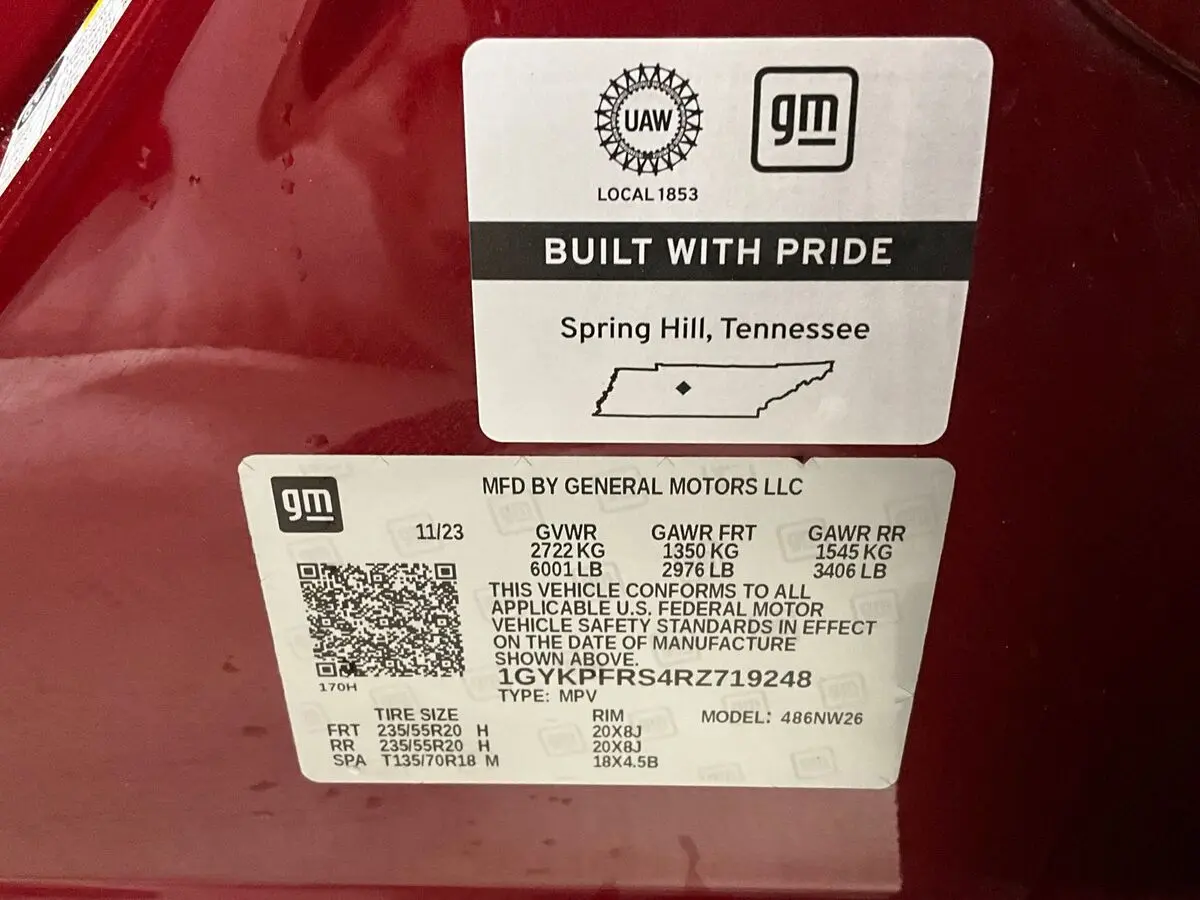 UAW
gm
LOCAL 1853
BUILT WITH PRIDE
Spring Hill, Tennessee
gm
MFD BY GENERAL MOTORS LLC
11/23 GVWR GAWR FRT GAWR RR
2722 KG 1350 KG 1545 KG
6001 LB 2976 LB 3406 LB
THIS VEHICLE CONFORMS TO ALL
APPLICABLE U.S. FEDERAL MOTOR
VEHICLE SAFETY STANDARDS IN EFFECT
ON THE DATE OF MANUFACTURE
SHOWN ABOVE.
1GYKPFRS4RZ719248
170H
TYPE: MPV
TIRE SIZE RIM MODEL: 486NW26
FRT 235/55R20 H 20X8J
RR 235/55R20 H 20X8J
SPA T135/70R18 M 18X4.5B